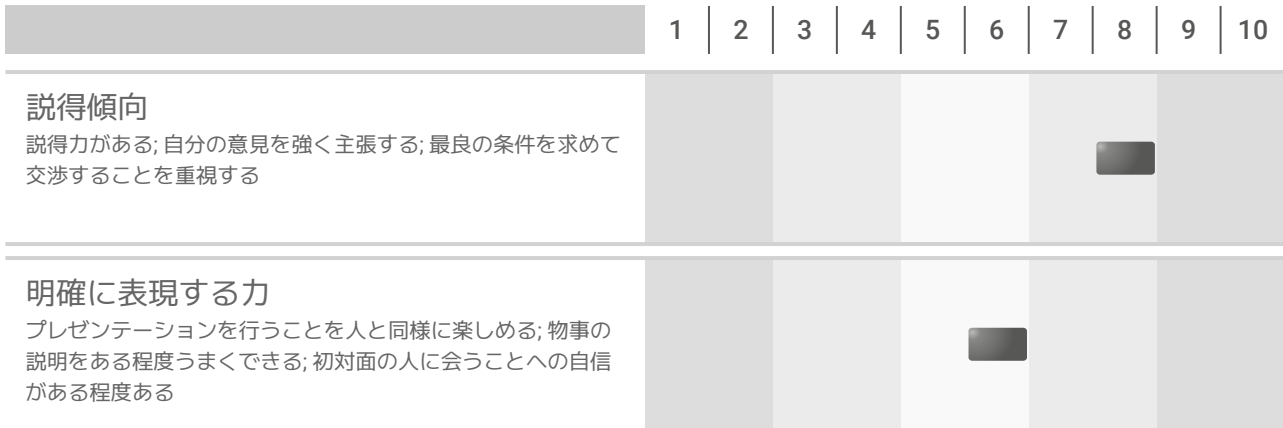 1 2 3 4 5 6 7 8 9 10
説得傾向
説得力がある; 自分の意見を強く主張する; 最良の条件を求めて
交渉することを重視する
明確に表現する力
プレゼンテーションを行うことを人と同様に楽しめる; 物事の
説明をある程度うまくできる; 初対面の人に会うことへの自信
がある程度ある